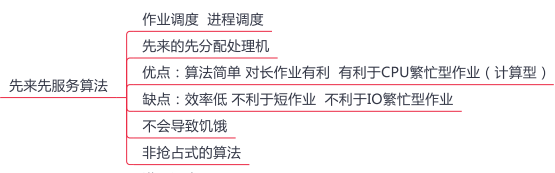 作业调度 进程调度
先来的先分配处理机
先来先服务算法
优点：算法简单 对长作业有利 有利于CPU繁忙型作业（计算型）
缺点：效率低 不利于短作业 不利于IO繁忙型作业
不会导致饥饿
非抢占式的算法